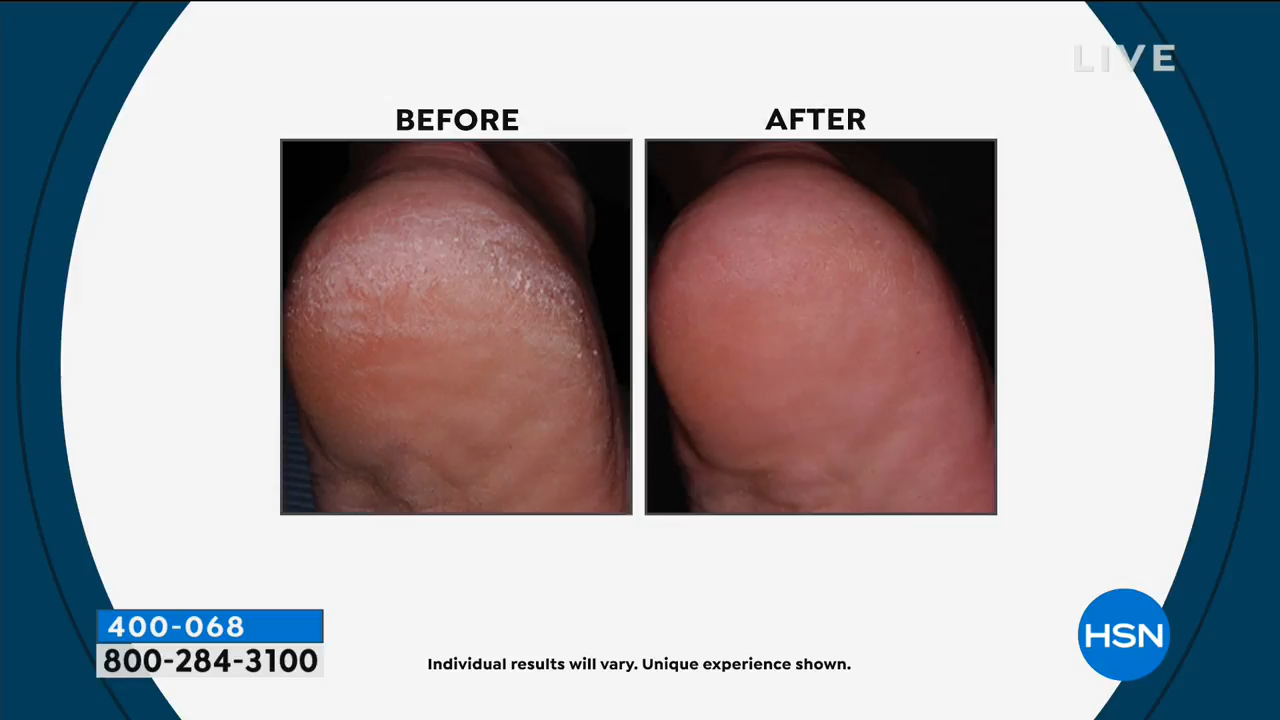 LIVE
BEFORE
AFTER
400-068
800-284-3100
Individual results will vary. Unique experience shown.
HSN